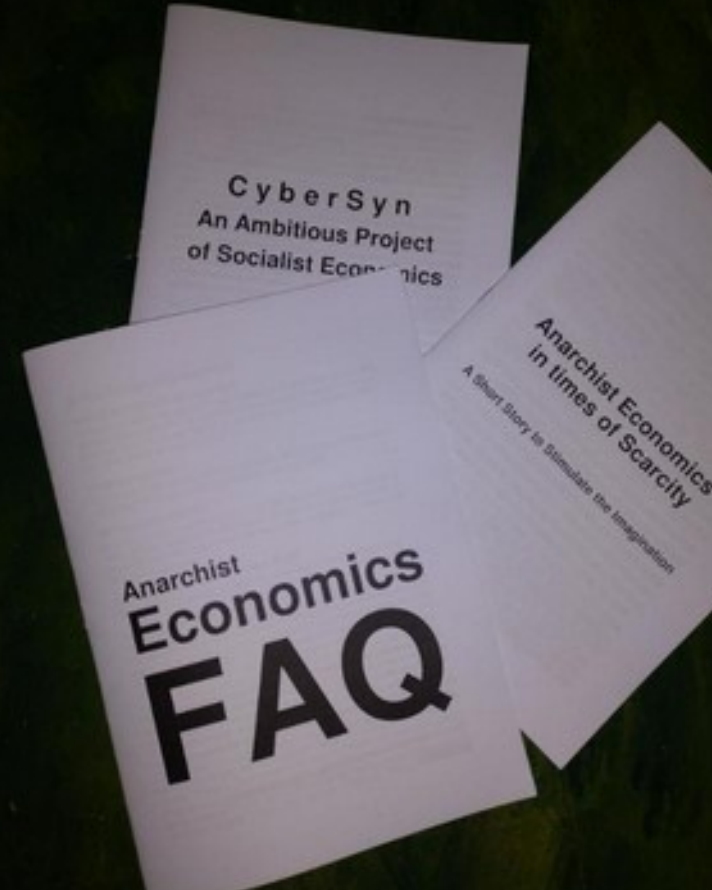 CyberSyn
An Ambitious Project
of Socialist Economics
Anarchist Economics
in times of Scarcity
A Short Story to Stimulate the Imagination
Anarchist
Economics
FAQ